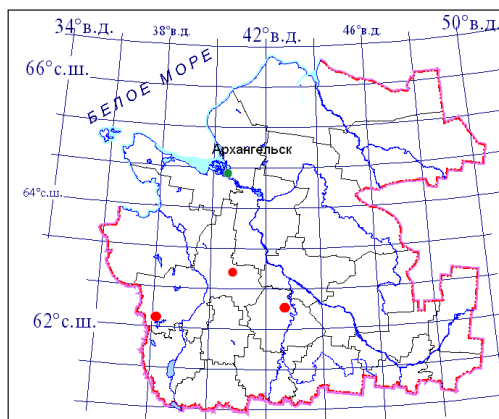 34°в.д.
38°в.д.
42°в.д.
46°в.д.
50°в.д.
66°с.ш.
БЕЛОЕ МОРЕ
Архангельск
64°с.ш.
62°с.ш.